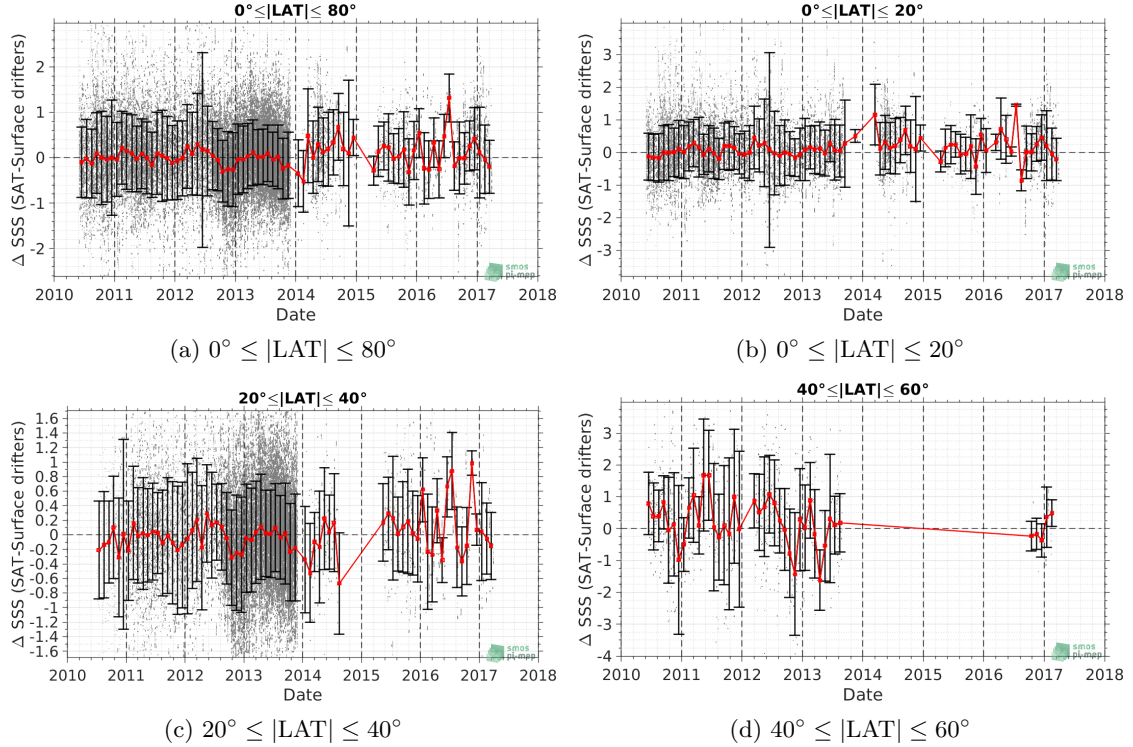 0°≤|LAT|≤ 80°
Δ SSS (SAT-Surface drifters)
2
1
0
-1
-2
2010 2011 2012 2013 2014 2015 2016 2017 2018
Date
smos
pi-mep
(a) 0° ≤ |LAT| ≤ 80°
0°≤|LAT|≤ 20°
Δ SSS (SAT-Surface drifters)
3
2
1
0
-1
-2
-3
2010 2011 2012 2013 2014 2015 2016 2017 2018
Date
smos
pi-mep
(b) 0° ≤ |LAT| ≤ 20°
20°≤|LAT|≤ 40°
Δ SSS (SAT-Surface drifters)
1.6
1.4
1.2
1
0.8
0.6
0.4
0.2
0
-0.2
-0.4
-0.6
-0.8
-1
-1.2
-1.4
-1.6
2010 2011 2012 2013 2014 2015 2016 2017 2018
Date
smos
pi-mep
(c) 20° ≤ |LAT| ≤ 40°
40°≤|LAT|≤ 60°
Δ SSS (SAT-Surface drifters)
4
3
2
1
0
-1
-2
-3
-4
2010 2011 2012 2013 2014 2015 2016 2017 2018
Date
smos
pi-mep
(d) 40° ≤ |LAT| ≤ 60°